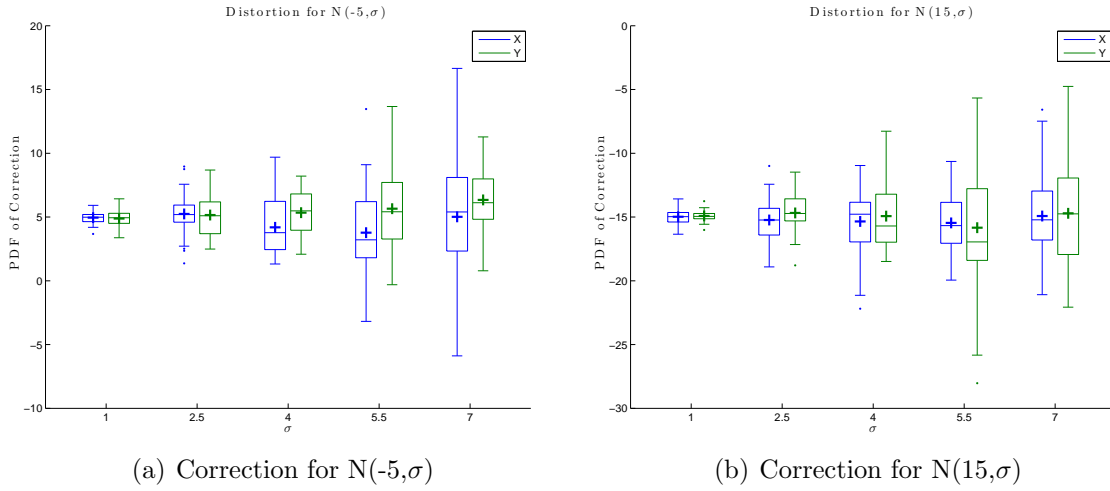 Distortion for N(-5,σ)
20
15
10
5
0
−5
−10
PDF of Correction
1
2.5
4
5.5
7
σ
X
Y
(a) Correction for N(-5,σ)
Distortion for N(15,σ)
0
−5
−10
−15
−20
−25
−30
PDF of Correction
1
2.5
4
5.5
7
σ
X
Y
(b) Correction for N(15,σ)